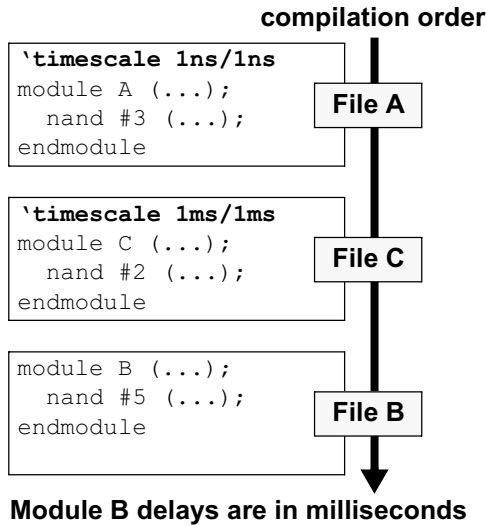 compilation order
‘timescale 1ns/1ns
module A (...);
  nand #3 (...);
endmodule
File A
‘timescale 1ms/1ms
module C (...);
  nand #2 (...);
endmodule
File C
module B (...);
  nand #5 (...);
endmodule
File B
Module B delays are in milliseconds